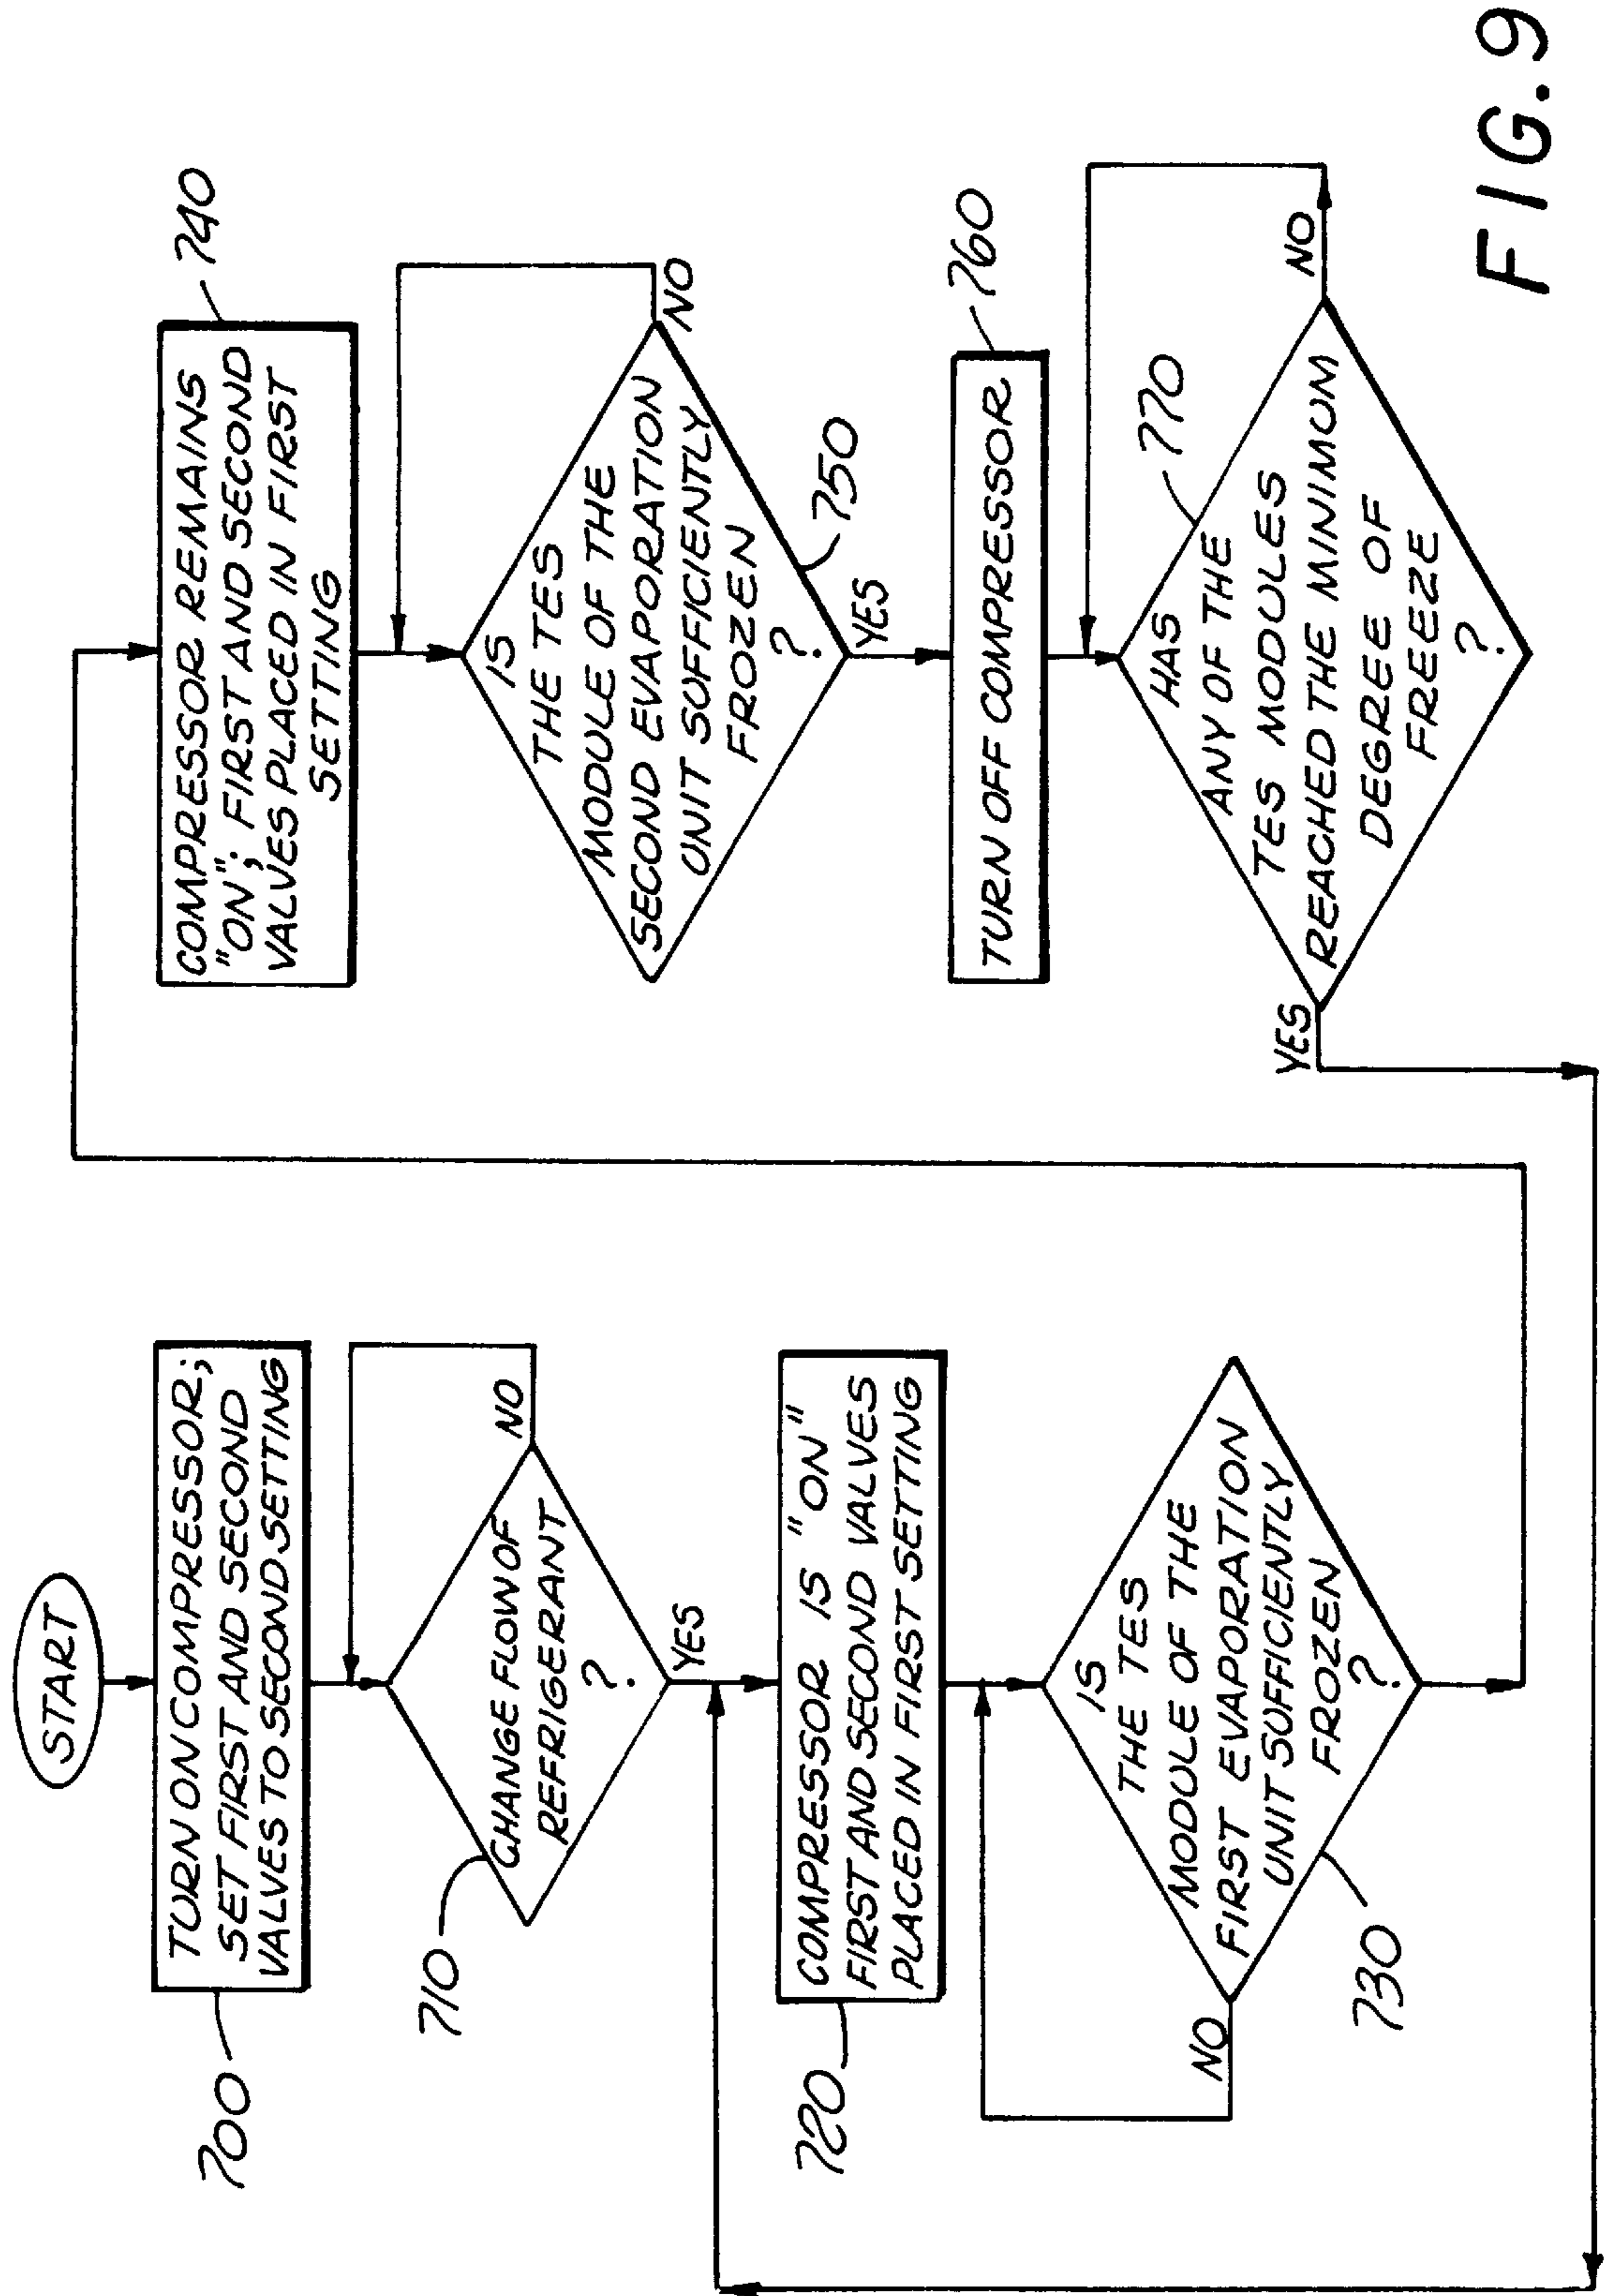 START
TURN ON COMPRESSOR;
SET FIRST AND SECOND
VALVES TO SECOND SETTING
700
CHANGE FLOW OF
REFRIGERANT
?
710
NO
YES
COMPRESSOR IS "ON"
FIRST AND SECOND VALVES
PLACED IN FIRST SETTING
720
IS
THE TES
MODULE OF THE
FIRST EVAPORATION
UNIT SUFFICIENTLY
FROZEN
?
NO
730
COMPRESSOR REMAINS
"ON"; FIRST AND SECOND
VALVES PLACED IN FIRST
SETTING
740
IS
THE TES
MODULE OF THE
SECOND EVAPORATION
UNIT SUFFICIENTLY
FROZEN
?
NO
750
YES
TURN OFF COMPRESSOR
760
HAS
ANY OF THE
TES MODULES
REACHED THE MINIMUM
DEGREE OF
FREEZE
?
770
NO
YES
FIG. 9